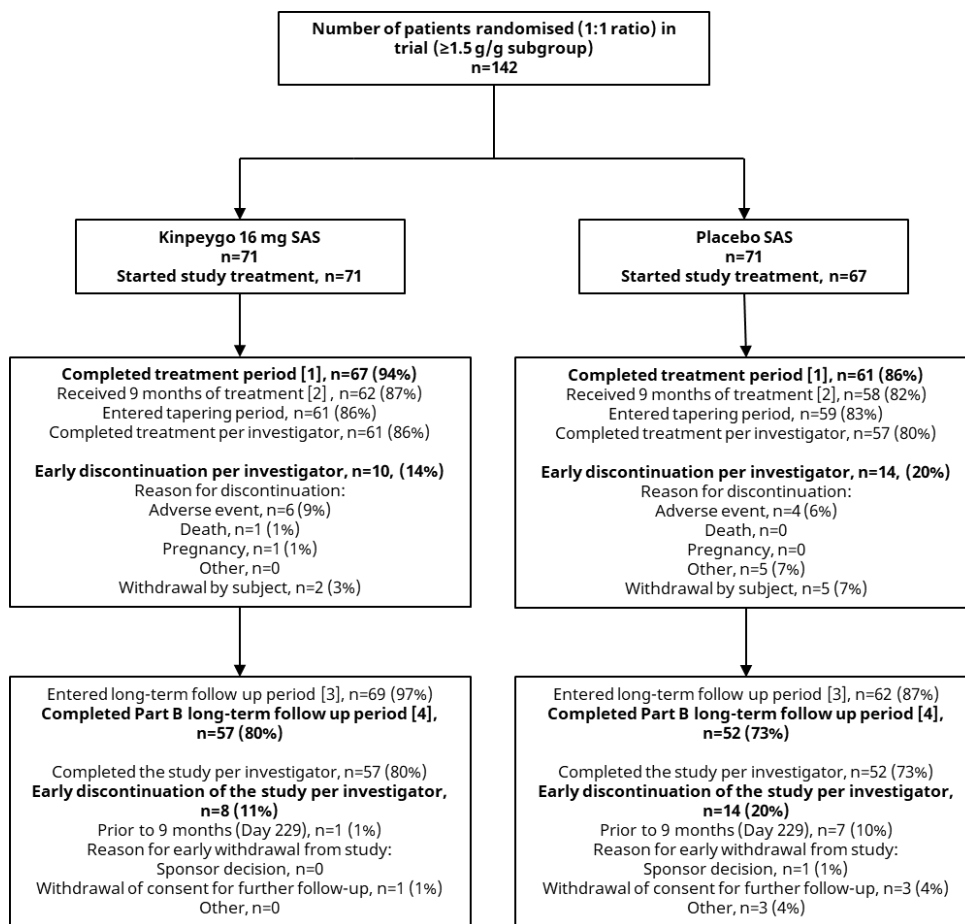 Number of patients randomised (1:1 ratio) in
trial (≥1.5 g/g subgroup)
n=142
Kinpeygo 16 mg SAS
n=71
Started study treatment, n=71
Placebo SAS
n=71
Started study treatment, n=67
Completed treatment period [1], n=67 (94%)
Received 9 months of treatment [2] , n=62 (87%)
Entered tapering period, n=61 (86%)
Completed treatment per investigator, n=61 (86%)
Early discontinuation per investigator, n=10, (14%)
Reason for discontinuation:
Adverse event, n=6 (9%)
Death, n=1 (1%)
Pregnancy, n=1 (1%)
Other, n=0
Withdrawal by subject, n=2 (3%)
Completed treatment period [1], n=61 (86%)
Received 9 months of treatment [2], n=58 (82%)
Entered tapering period, n=59 (83%)
Completed treatment per investigator, n=57 (80%)
Early discontinuation per investigator, n=14, (20%)
Reason for discontinuation:
Adverse event, n=4 (6%)
Death, n=0
Pregnancy, n=0
Other, n=5 (7%)
Withdrawal by subject, n=5 (7%)
Entered long-term follow up period [3], n=69 (97%)
Completed Part B long-term follow up period [4],
n=57 (80%)
Completed the study per investigator, n=57 (80%)
Early discontinuation of the study per investigator,
n=8 (11%)
Prior to 9 months (Day 229), n=1 (1%)
Reason for early withdrawal from study:
Sponsor decision, n=0
Withdrawal of consent for further follow-up, n=1 (1%)
Other, n=0
Entered long-term follow up period [3], n=62 (87%)
Completed Part B long-term follow up period [4],
n=52 (73%)
Completed the study per investigator, n=52 (73%)
Early discontinuation of the study per investigator,
n=14 (20%)
Prior to 9 months (Day 229), n=7 (10%)
Reason for early withdrawal from study:
Sponsor decision, n=1 (1%)
Withdrawal of consent for further follow-up, n=3 (4%)
Other, n=3 (4%)